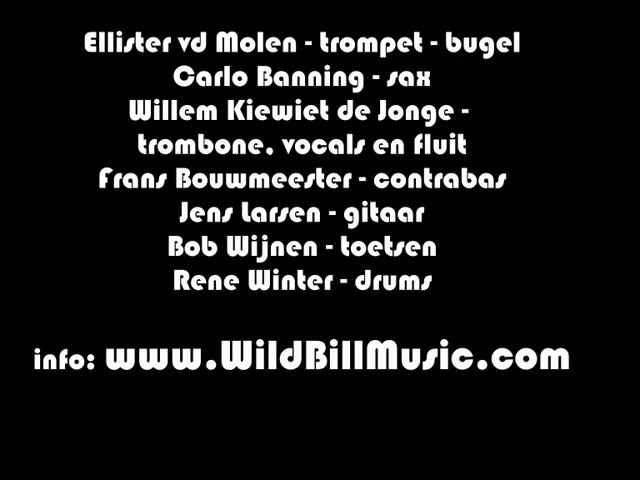 Ellister vd Molen - trompet - bugel
Carlo Banning - sax
Willem Kiewiet de Jonge -
trombone, vocals en fluit
Frans Bouwmeester - contrabas
Jens Larsen - gitaar
Bob Wijnen - toetsen
Rene Winter - drums
info: www.WildBillMusic.com